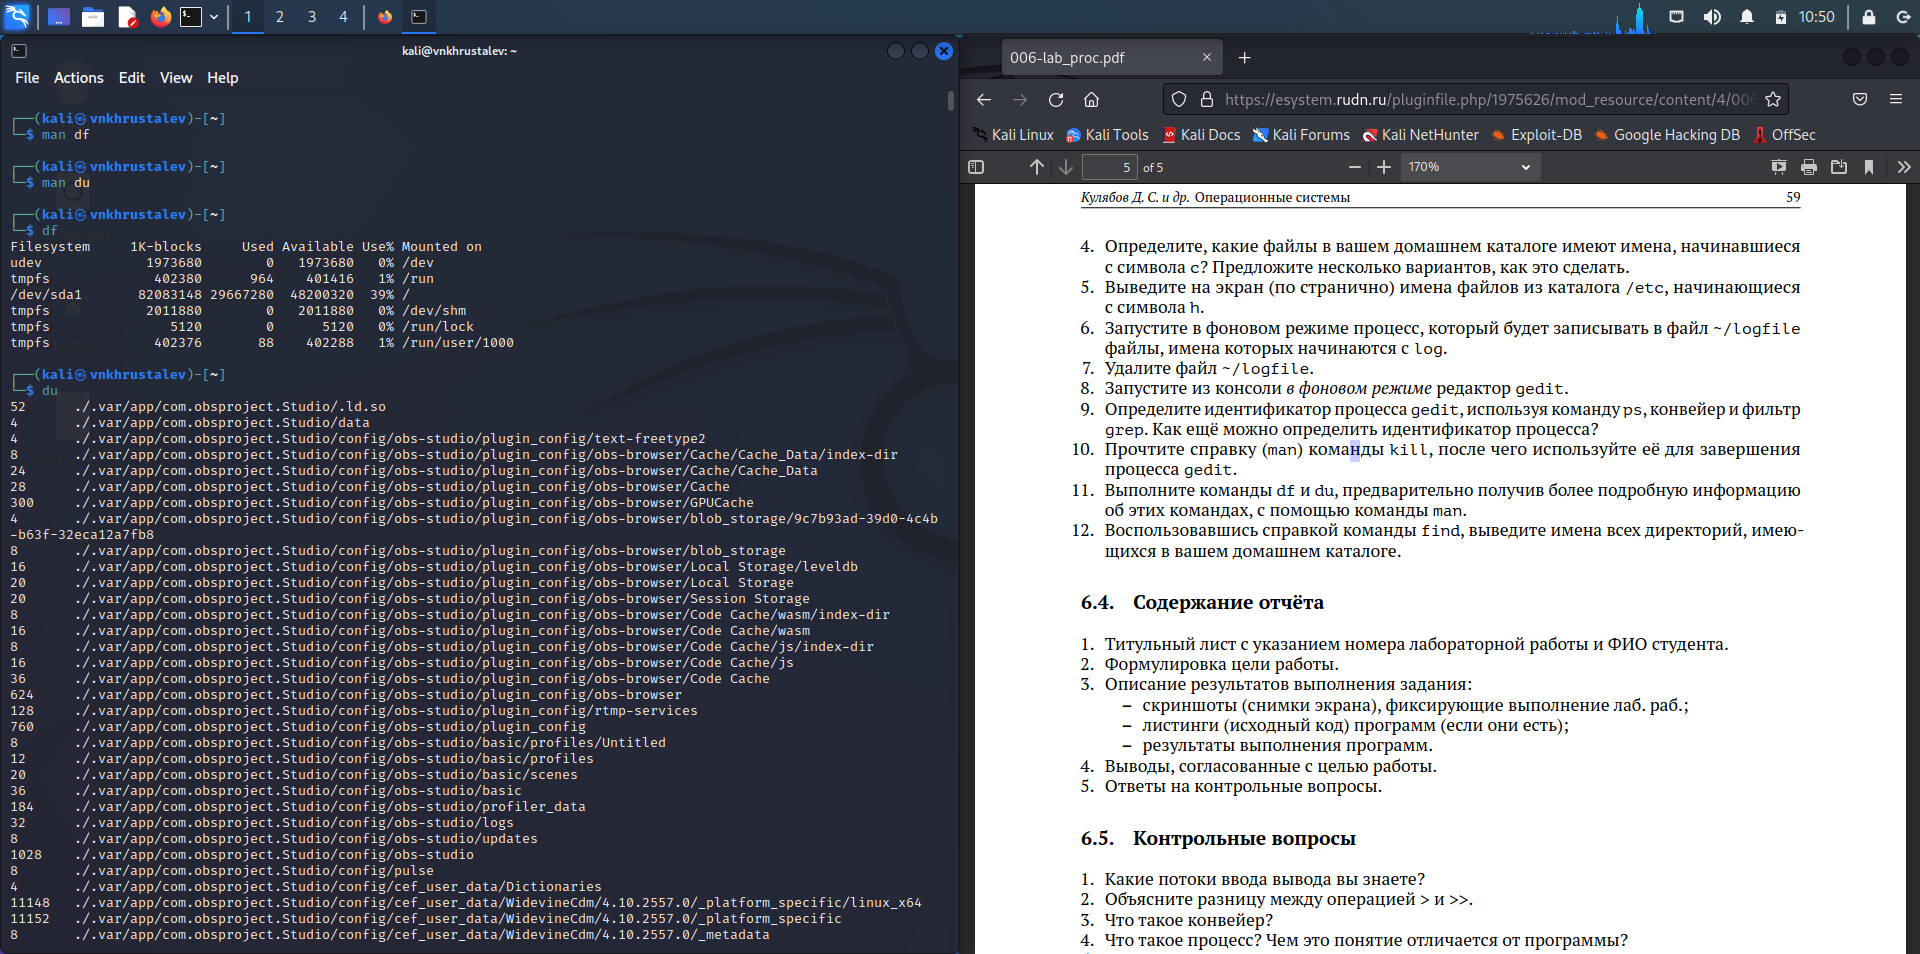 1 2 3 4
10:50
kali@vnkhrustalev: ~
File Actions Edit View Help
┌──(kali㉿vnkhrustalev)-[~]
└─$ man df
┌──(kali㉿vnkhrustalev)-[~]
└─$ man du
┌──(kali㉿vnkhrustalev)-[~]
└─$ df
Filesystem 1K-blocks Used Available Use% Mounted on
udev 1973680 0 1973680 0% /dev
tmpfs 402380 964 401416 1% /run
/dev/sda1 82083148 29667280 48200320 39% /
tmpfs 2011880 0 2011880 0% /dev/shm
tmpfs 5120 0 5120 0% /run/lock
tmpfs 402376 88 402288 1% /run/user/1000
┌──(kali㉿vnkhrustalev)-[~]
└─$ du
52 ./.var/app/com.obsproject.Studio/.ld.so
4 ./.var/app/com.obsproject.Studio/data
4 ./.var/app/com.obsproject.Studio/config/obs-studio/plugin_config/text-freetype2
8 ./.var/app/com.obsproject.Studio/config/obs-studio/plugin_config/obs-browser/Cache/Cache_Data/index-dir
24 ./.var/app/com.obsproject.Studio/config/obs-studio/plugin_config/obs-browser/Cache/Cache_Data
28 ./.var/app/com.obsproject.Studio/config/obs-studio/plugin_config/obs-browser/Cache
300 ./.var/app/com.obsproject.Studio/config/obs-studio/plugin_config/obs-browser/GPUCache
4 ./.var/app/com.obsproject.Studio/config/obs-studio/plugin_config/obs-browser/blob_storage/9c7b93ad-39d0-4c4b
-b63f-32eca12a7fb8
8 ./.var/app/com.obsproject.Studio/config/obs-studio/plugin_config/obs-browser/blob_storage
16 ./.var/app/com.obsproject.Studio/config/obs-studio/plugin_config/obs-browser/Local Storage/leveldb
20 ./.var/app/com.obsproject.Studio/config/obs-studio/plugin_config/obs-browser/Local Storage
20 ./.var/app/com.obsproject.Studio/config/obs-studio/plugin_config/obs-browser/Session Storage
8 ./.var/app/com.obsproject.Studio/config/obs-studio/plugin_config/obs-browser/Code Cache/wasm/index-dir
16 ./.var/app/com.obsproject.Studio/config/obs-studio/plugin_config/obs-browser/Code Cache/wasm
8 ./.var/app/com.obsproject.Studio/config/obs-studio/plugin_config/obs-browser/Code Cache/js/index-dir
16 ./.var/app/com.obsproject.Studio/config/obs-studio/plugin_config/obs-browser/Code Cache/js
36 ./.var/app/com.obsproject.Studio/config/obs-studio/plugin_config/obs-browser/Code Cache
624 ./.var/app/com.obsproject.Studio/config/obs-studio/plugin_config/obs-browser
128 ./.var/app/com.obsproject.Studio/config/obs-studio/plugin_config/rtmp-services
760 ./.var/app/com.obsproject.Studio/config/obs-studio/plugin_config
8 ./.var/app/com.obsproject.Studio/config/obs-studio/basic/profiles/Untitled
12 ./.var/app/com.obsproject.Studio/config/obs-studio/basic/profiles
20 ./.var/app/com.obsproject.Studio/config/obs-studio/basic/scenes
36 ./.var/app/com.obsproject.Studio/config/obs-studio/basic
184 ./.var/app/com.obsproject.Studio/config/obs-studio/profiler_data
32 ./.var/app/com.obsproject.Studio/config/obs-studio/logs
8 ./.var/app/com.obsproject.Studio/config/obs-studio/updates
1028 ./.var/app/com.obsproject.Studio/config/obs-studio
8 ./.var/app/com.obsproject.Studio/config/pulse
4 ./.var/app/com.obsproject.Studio/config/cef_user_data/Dictionaries
11148 ./.var/app/com.obsproject.Studio/config/cef_user_data/WidevineCdm/4.10.2557.0/_platform_specific/linux_x64
11152 ./.var/app/com.obsproject.Studio/config/cef_user_data/WidevineCdm/4.10.2557.0/_platform_specific
8 ./.var/app/com.obsproject.Studio/config/cef_user_data/WidevineCdm/4.10.2557.0/_metadata
006-lab_proc.pdf
https://esystem.rudn.ru/pluginfile.php/1975626/mod_resource/content/4/006
Kali Linux Kali Tools Kali Docs Kali Forums Kali NetHunter Exploit-DB Google Hacking DB OffSec
5 of 5 170%
Кулябов Д. С. и др. Операционные системы 59
4. Определите, какие файлы в вашем домашнем каталоге имеют имена, начинавшиеся
с символа c? Предложите несколько вариантов, как это сделать.
5. Выведите на экран (по странично) имена файлов из каталога /etc, начинающиеся
с символа h.
6. Запустите в фоновом режиме процесс, который будет записывать в файл ~/logfile
файлы, имена которых начинаются с log.
7. Удалите файл ~/logfile.
8. Запустите из консоли в фоновом режиме редактор gedit.
9. Определите идентификатор процесса gedit, используя команду ps, конвейер и фильтр
grep. Как ещё можно определить идентификатор процесса?
10. Прочтите справку (man) команды kill, после чего используйте её для завершения
процесса gedit.
11. Выполните команды df и du, предварительно получив более подробную информацию
об этих командах, с помощью команды man.
12. Воспользовавшись справкой команды find, выведите имена всех директорий, имею-
щихся в вашем домашнем каталоге.
6.4. Содержание отчёта
1. Титульный лист с указанием номера лабораторной работы и ФИО студента.
2. Формулировка цели работы.
3. Описание результатов выполнения задания:
– скриншоты (снимки экрана), фиксирующие выполнение лаб. раб.;
– листинги (исходный код) программ (если они есть);
– результаты выполнения программ.
4. Выводы, согласованные с целью работы.
5. Ответы на контрольные вопросы.
6.5. Контрольные вопросы
1. Какие потоки ввода вывода вы знаете?
2. Объясните разницу между операцией > и >>.
3. Что такое конвейер?
4. Что такое процесс? Чем это понятие отличается от программы?